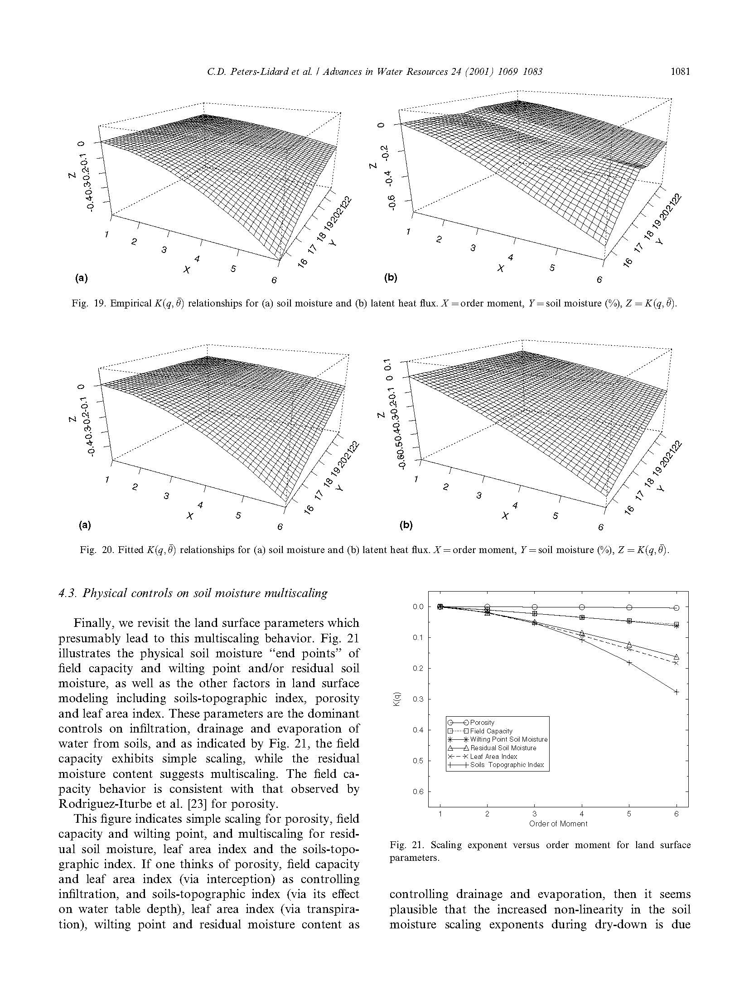 C.D. Peters-Lidard et al. / Advances in Water Resources 24 (2001) 1069 1083 1081
0
-0.1
-0.2
-0.3
-0.4
Z
1
2
3
4
5
6
X
16
17
18
19
20
21
22
Y
(a)
0
-0.2
-0.4
-0.6
Z
1
2
3
4
5
6
X
16
17
18
19
20
21
22
Y
(b)
Fig. 19. Empirical K(q, θ̄) relationships for (a) soil moisture and (b) latent heat flux. X = order moment, Y = soil moisture (%), Z = K(q, θ̄).
0
-0.1
-0.2
-0.3
-0.4
Z
1
2
3
4
5
6
X
16
17
18
19
20
21
22
Y
(a)
0.1
0
-0.1
-0.2
-0.3
-0.4
-0.5
-0.6
Z
1
2
3
4
5
6
X
16
17
18
19
20
21
22
Y
(b)
Fig. 20. Fitted K(q, θ̄) relationships for (a) soil moisture and (b) latent heat flux. X = order moment, Y = soil moisture (%), Z = K(q, θ̄).
4.3. Physical controls on soil moisture multiscaling
Finally, we revisit the land surface parameters which
presumably lead to this multiscaling behavior. Fig. 21
illustrates the physical soil moisture “end points” of
field capacity and wilting point and/or residual soil
moisture, as well as the other factors in land surface
modeling including soils-topographic index, porosity
and leaf area index. These parameters are the dominant
controls on infiltration, drainage and evaporation of
water from soils, and as indicated by Fig. 21, the field
capacity exhibits simple scaling, while the residual
moisture content suggests multiscaling. The field ca-
pacity behavior is consistent with that observed by
Rodriguez-Iturbe et al. [23] for porosity.
This figure indicates simple scaling for porosity, field
capacity and wilting point, and multiscaling for resid-
ual soil moisture, leaf area index and the soils-topo-
graphic index. If one thinks of porosity, field capacity
and leaf area index (via interception) as controlling
infiltration, and soils-topographic index (via its effect
on water table depth), leaf area index (via transpira-
tion), wilting point and residual moisture content as
0.0
0.1
0.2
0.3
0.4
0.5
0.6
K(q)
Porosity
Field Capacity
Wilting Point Soil Moisture
Residual Soil Moisture
Leaf Area Index
Soils Topographic Index
1 2 3 4 5 6
Order of Moment
Fig. 21. Scaling exponent versus order moment for land surface
parameters.
controlling drainage and evaporation, then it seems
plausible that the increased non-linearity in the soil
moisture scaling exponents during dry-down is due